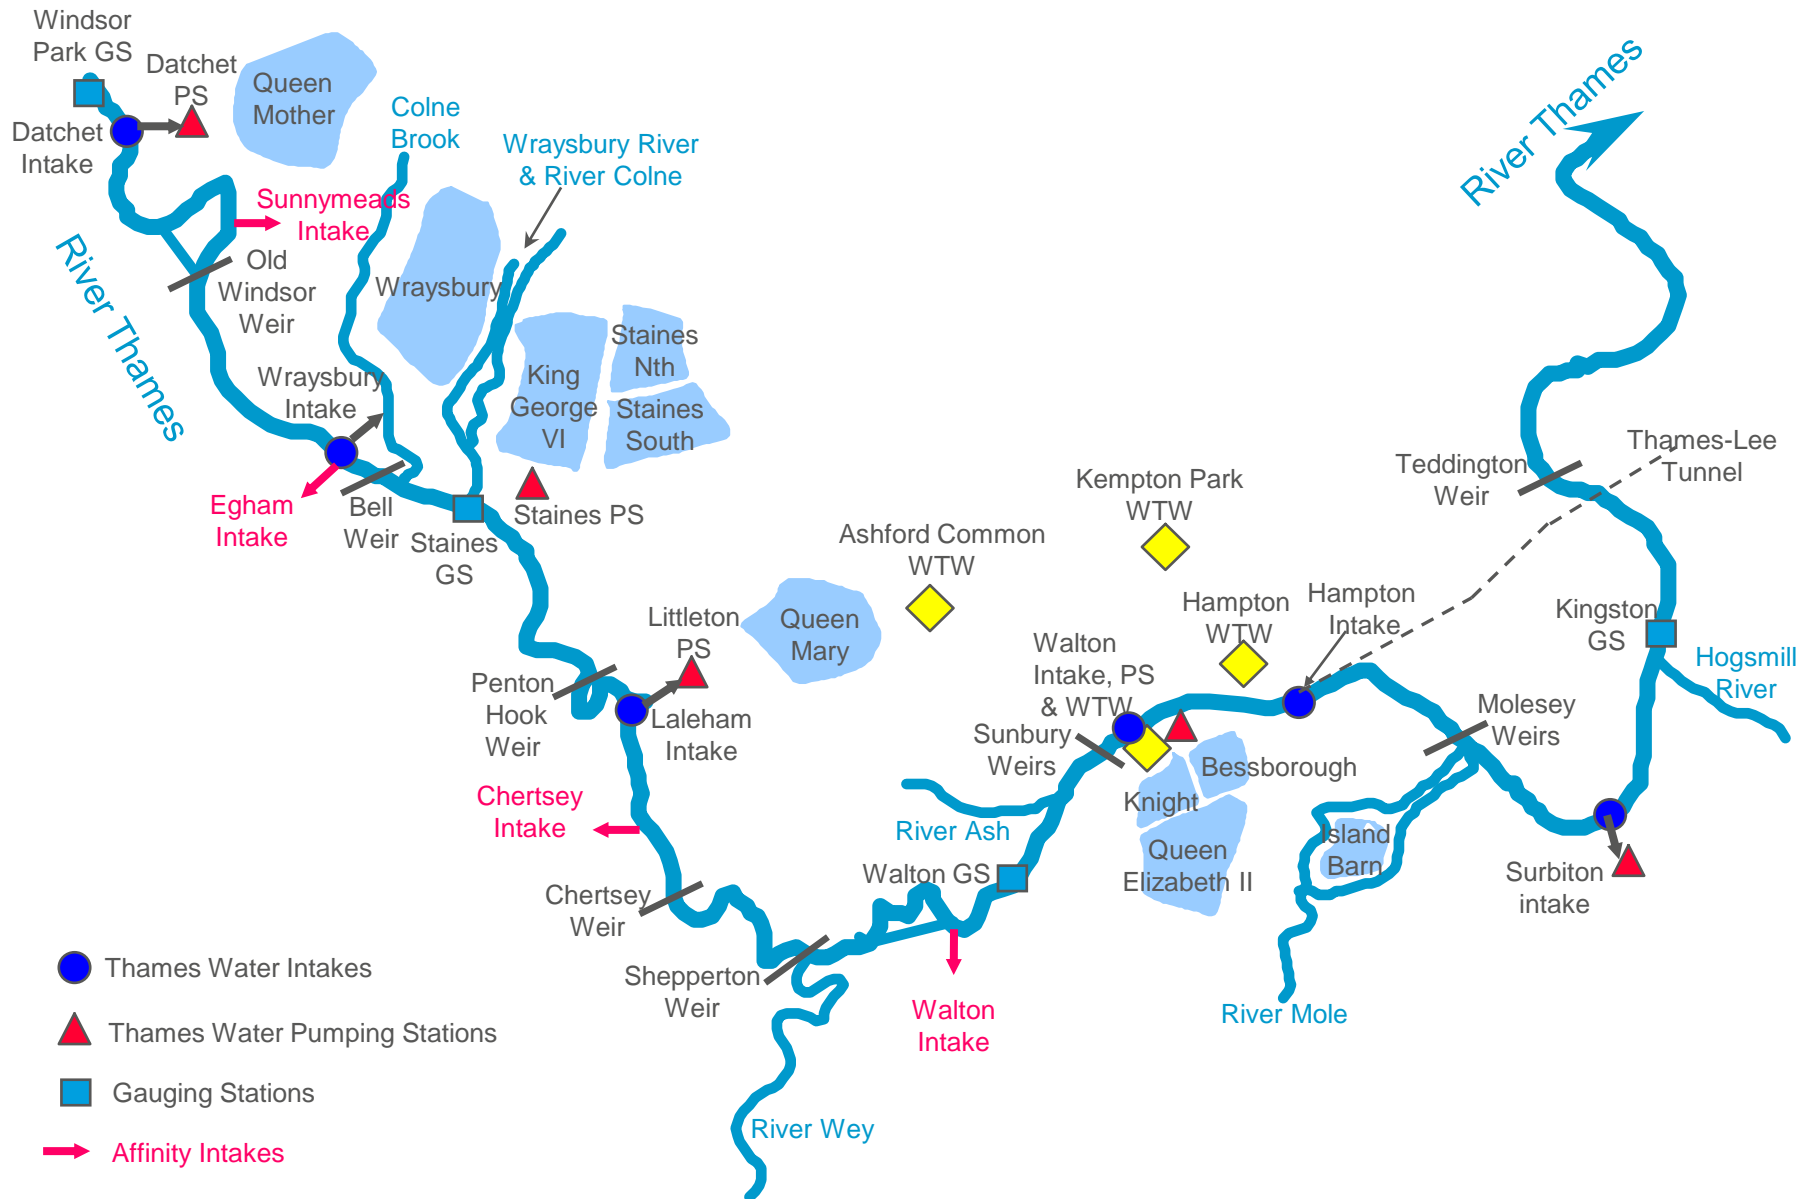 Windsor
Park GS
Datchet
PS
Queen
Mother
Datchet
Intake
Colne
Brook
Wraysbury River
& River Colne
Sunnymeads
Intake
River Thames
Old
Windsor
Weir
Wraysbury
King
George
VI
Staines
Nth
Staines
South
Wraysbury
Intake
Egham
Intake
Bell
Weir
Staines
GS
Staines PS
River Thames
Teddington
Weir
Thames-Lee
Tunnel
Kempton Park
WTW
Ashford Common
WTW
Hampton
WTW
Hampton
Intake
Kingston
GS
Hogsmill
River
Littleton
PS
Queen
Mary
Walton
Intake, PS
& WTW
Penton
Hook
Weir
Laleham
Intake
Sunbury
Weirs
Molesey
Weirs
Bessborough
Knight
Chertsey
Intake
River Ash
Queen
Elizabeth II
Island
Barn
Surbiton
intake
Walton GS
Chertsey
Weir
Shepperton
Weir
Walton
Intake
River Mole
River Wey
Thames Water Intakes
Thames Water Pumping Stations
Gauging Stations
Affinity Intakes